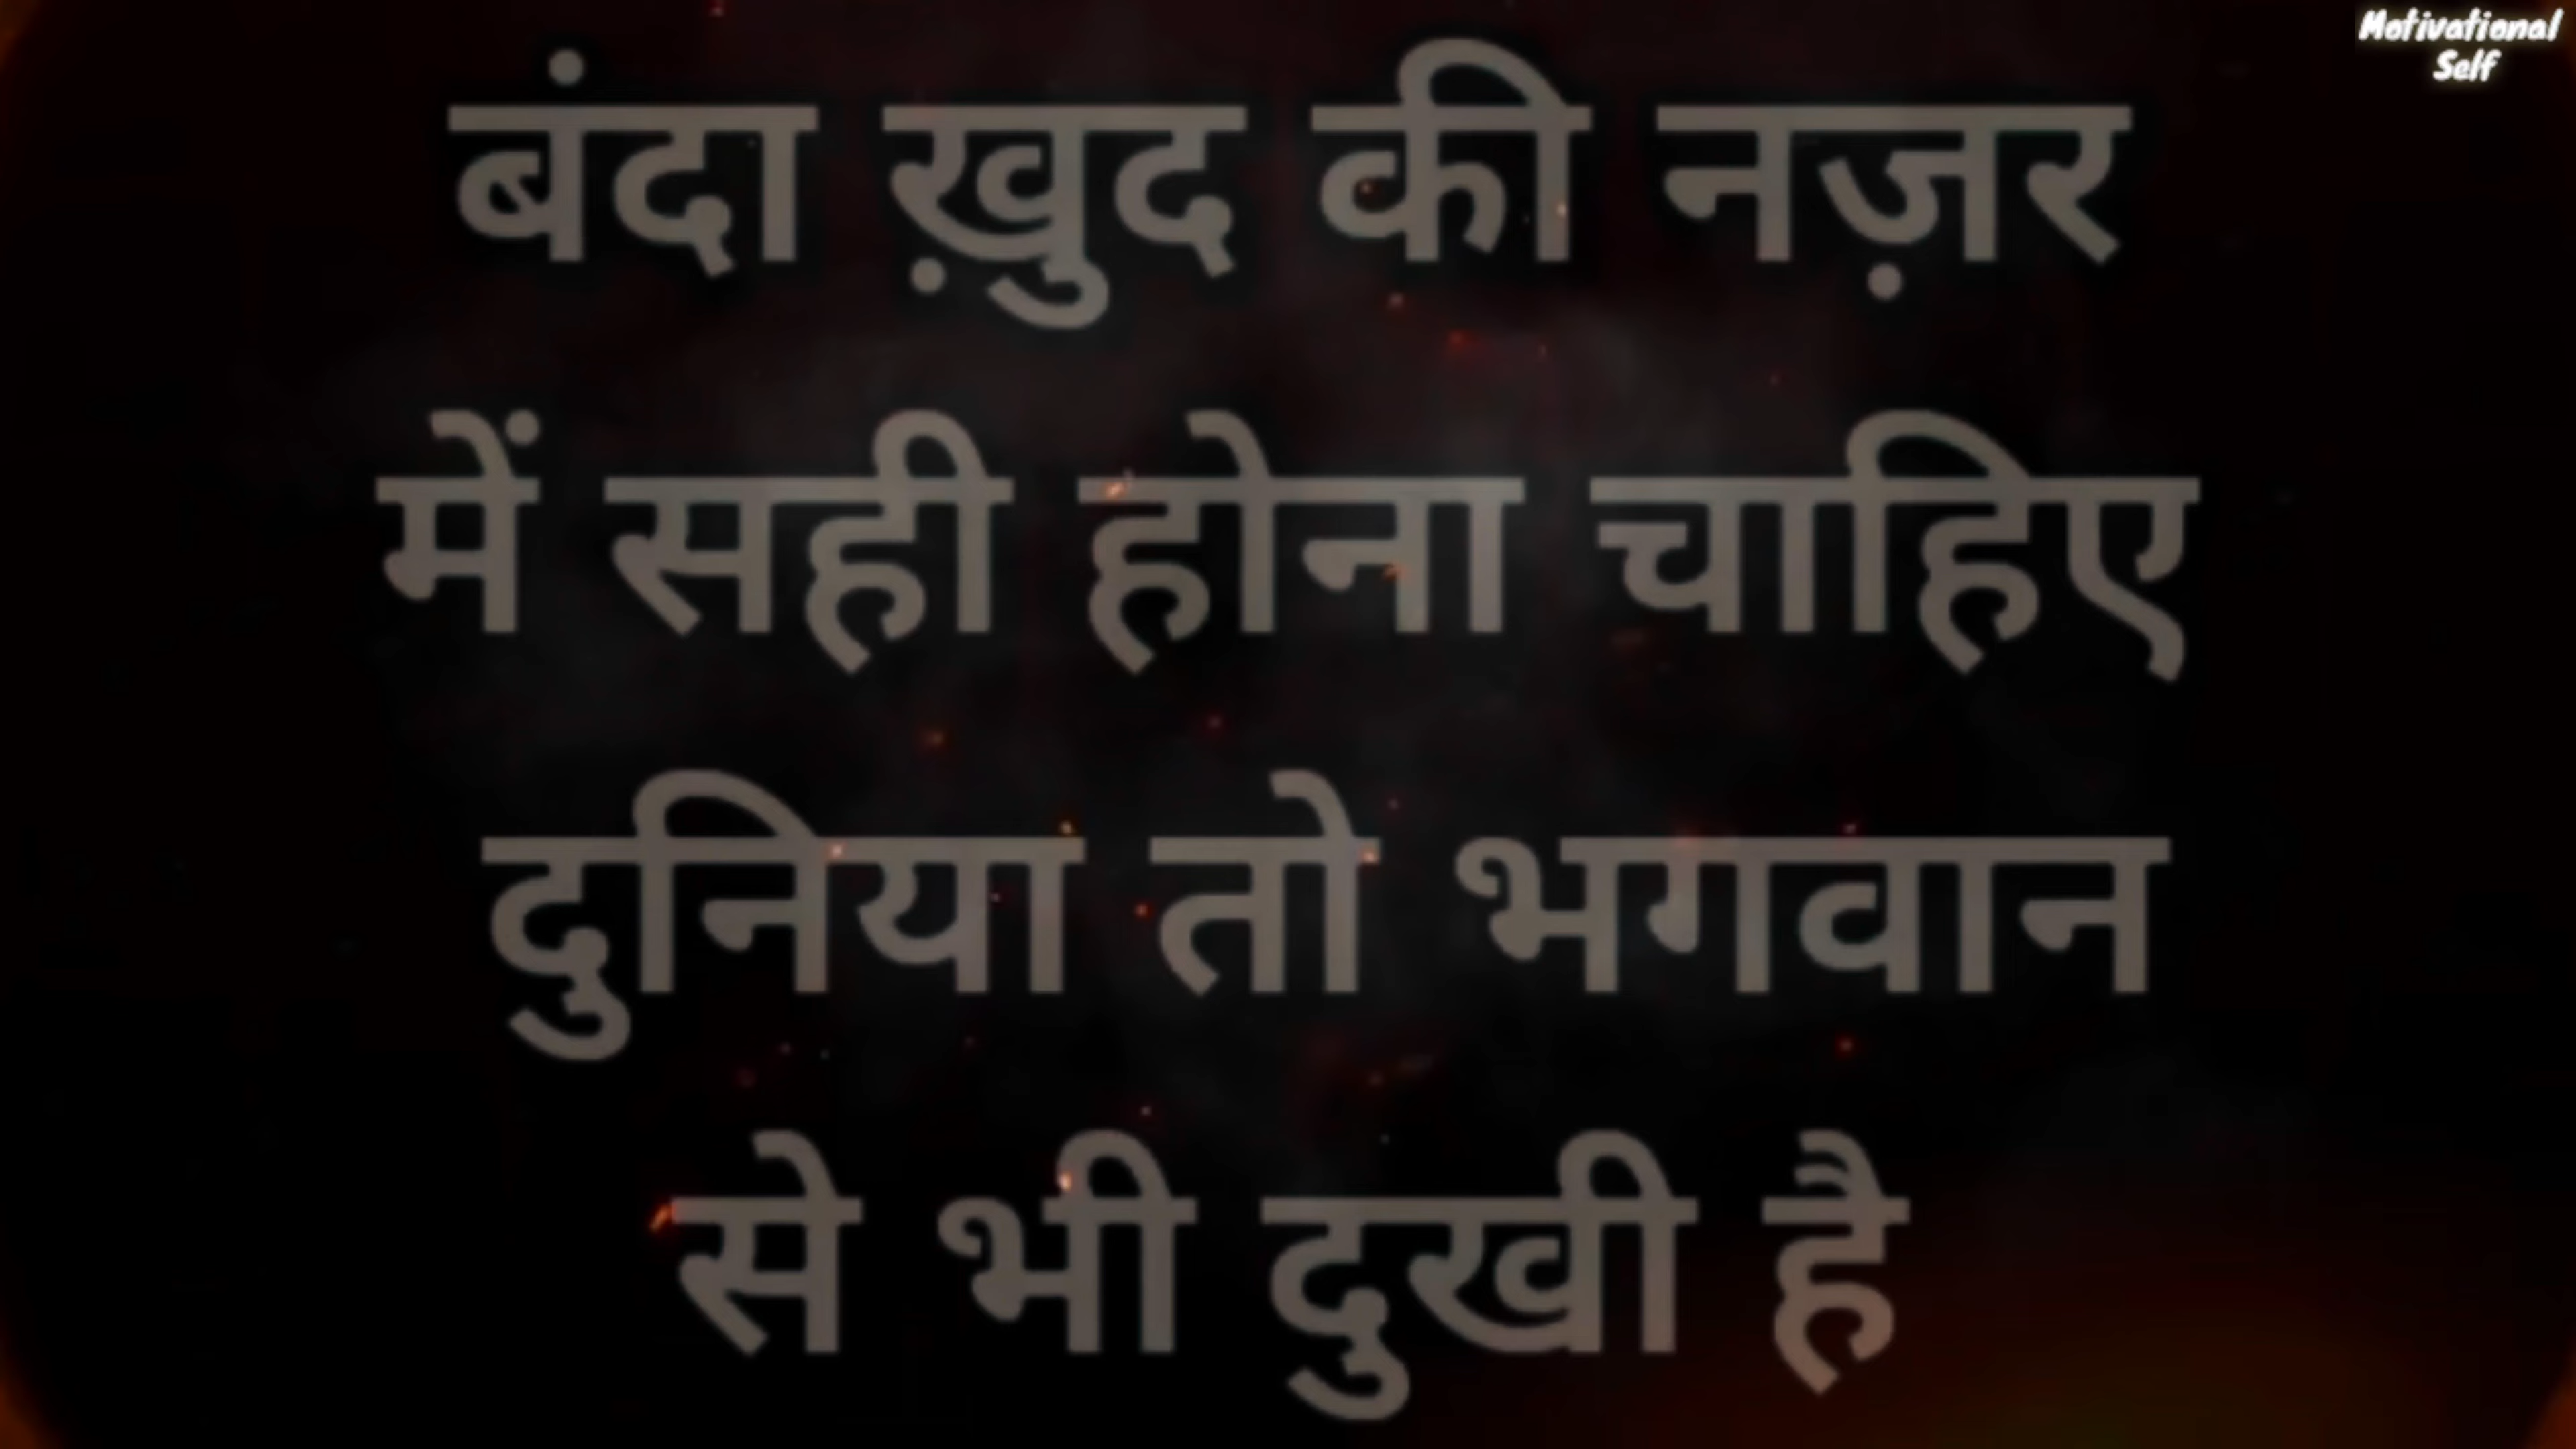 Motivational
Self
बंदा ख़ुद की नज़र
में सही होना चाहिए
दुनिया तो भगवान
से भी दुखी है